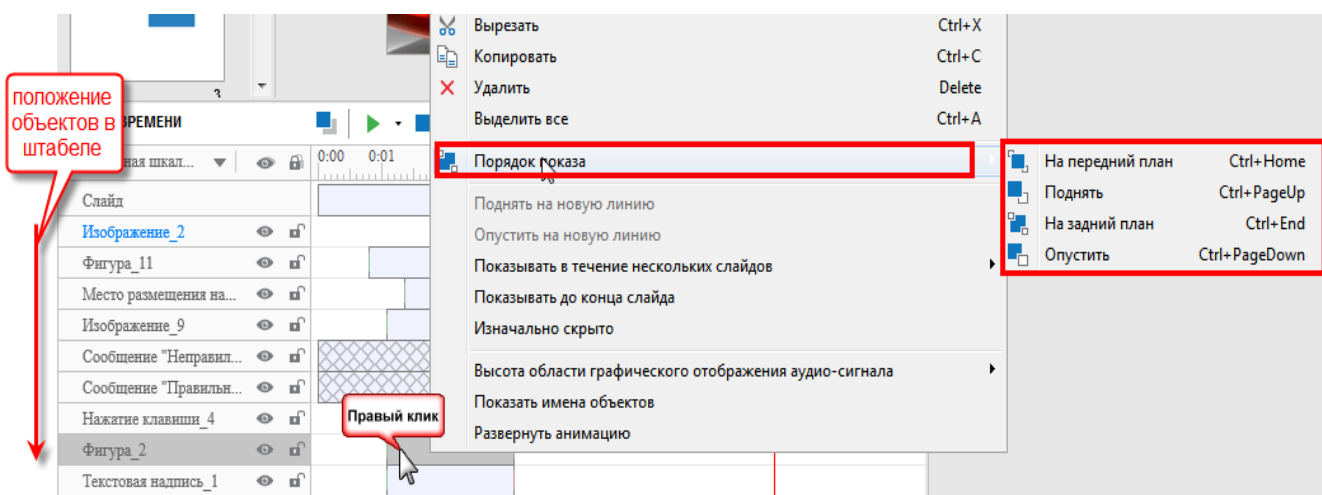 3
положение
объектов в
штабеле
РЕМЕНИ
ная шкал...
0:00 0:01
Слайд
Изображение_2
Фигура_11
Место размещения на...
Изображение_9
Сообщение "Неправил...
Сообщение "Правильн...
Нажатие клавиши_4
Фигура_2
Текстовая надпись_1
Правый клик
Вырезать Ctrl+X
Копировать Ctrl+C
Удалить Delete
Выделить все Ctrl+A
Порядок показа
Поднять на новую линию
Опустить на новую линию
Показывать в течение нескольких слайдов
Показывать до конца слайда
Изначально скрыто
Высота области графического отображения аудио-сигнала
Показать имена объектов
Развернуть анимацию
На передний план Ctrl+Home
Поднять Ctrl+PageUp
На задний план Ctrl+End
Опустить Ctrl+PageDown